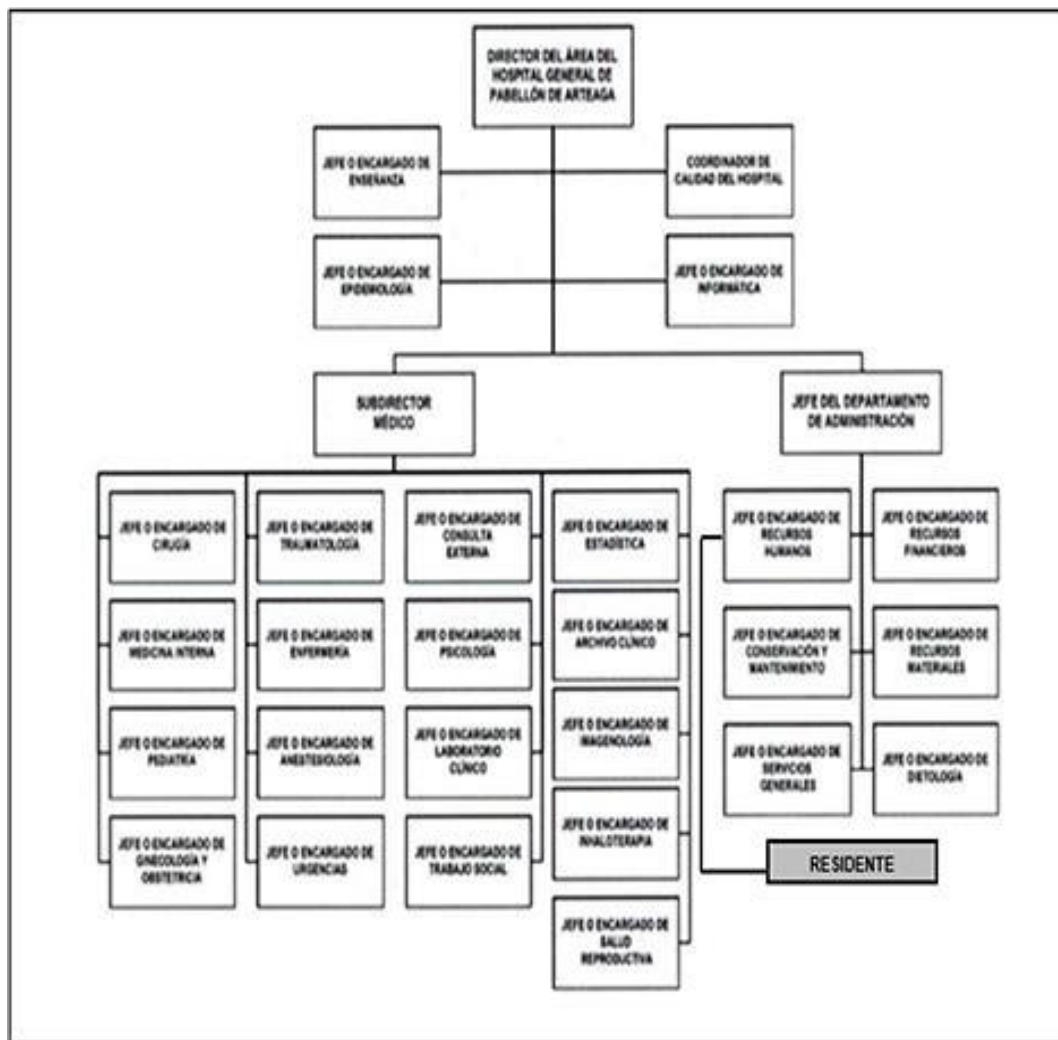 DIRECTOR DEL ÁREA DEL
HOSPITAL GENERAL DE
PABELLÓN DE ARTEAGA
JEFE O ENCARGADO DE
ENSEÑANZA
COORDINADOR DE
CALIDAD DEL HOSPITAL
JEFE O ENCARGADO DE
EPIDEMIOLOGÍA
JEFE O ENCARGADO DE
INFORMÁTICA
SUBDIRECTOR
MÉDICO
JEFE DEL DEPARTAMENTO
DE ADMINISTRACIÓN
JEFE O ENCARGADO DE
CIRUGÍA
JEFE O ENCARGADO DE
TRAUMATOLOGÍA
JEFE O ENCARGADO DE
CONSULTA
EXTERNA
JEFE O ENCARGADO DE
ESTADÍSTICA
JEFE O ENCARGADO DE
RECURSOS
HUMANOS
JEFE O ENCARGADO DE
RECURSOS
FINANCIEROS
JEFE O ENCARGADO DE
MEDICINA INTERNA
JEFE O ENCARGADO DE
ENFERMERÍA
JEFE O ENCARGADO DE
PSICOLOGÍA
JEFE O ENCARGADO DE
ARCHIVO CLÍNICO
JEFE O ENCARGADO DE
CONSERVACIÓN Y
MANTENIMIENTO
JEFE O ENCARGADO DE
RECURSOS
MATERIALES
JEFE O ENCARGADO DE
PEDIATRÍA
JEFE O ENCARGADO DE
ANESTESIOLOGÍA
JEFE O ENCARGADO DE
LABORATORIO
CLÍNICO
JEFE O ENCARGADO DE
IMAGENOLOGÍA
JEFE O ENCARGADO DE
SERVICIOS
GENERALES
JEFE O ENCARGADO DE
DIETOLOGÍA
JEFE O ENCARGADO DE
GINECOLOGÍA Y
OBSTETRICIA
JEFE O ENCARGADO DE
URGENCIAS
JEFE O ENCARGADO DE
TRABAJO SOCIAL
JEFE O ENCARGADO DE
INHALOTERAPIA
RESIDENTE
JEFE O ENCARGADO DE
SALUD
REPRODUCTIVA